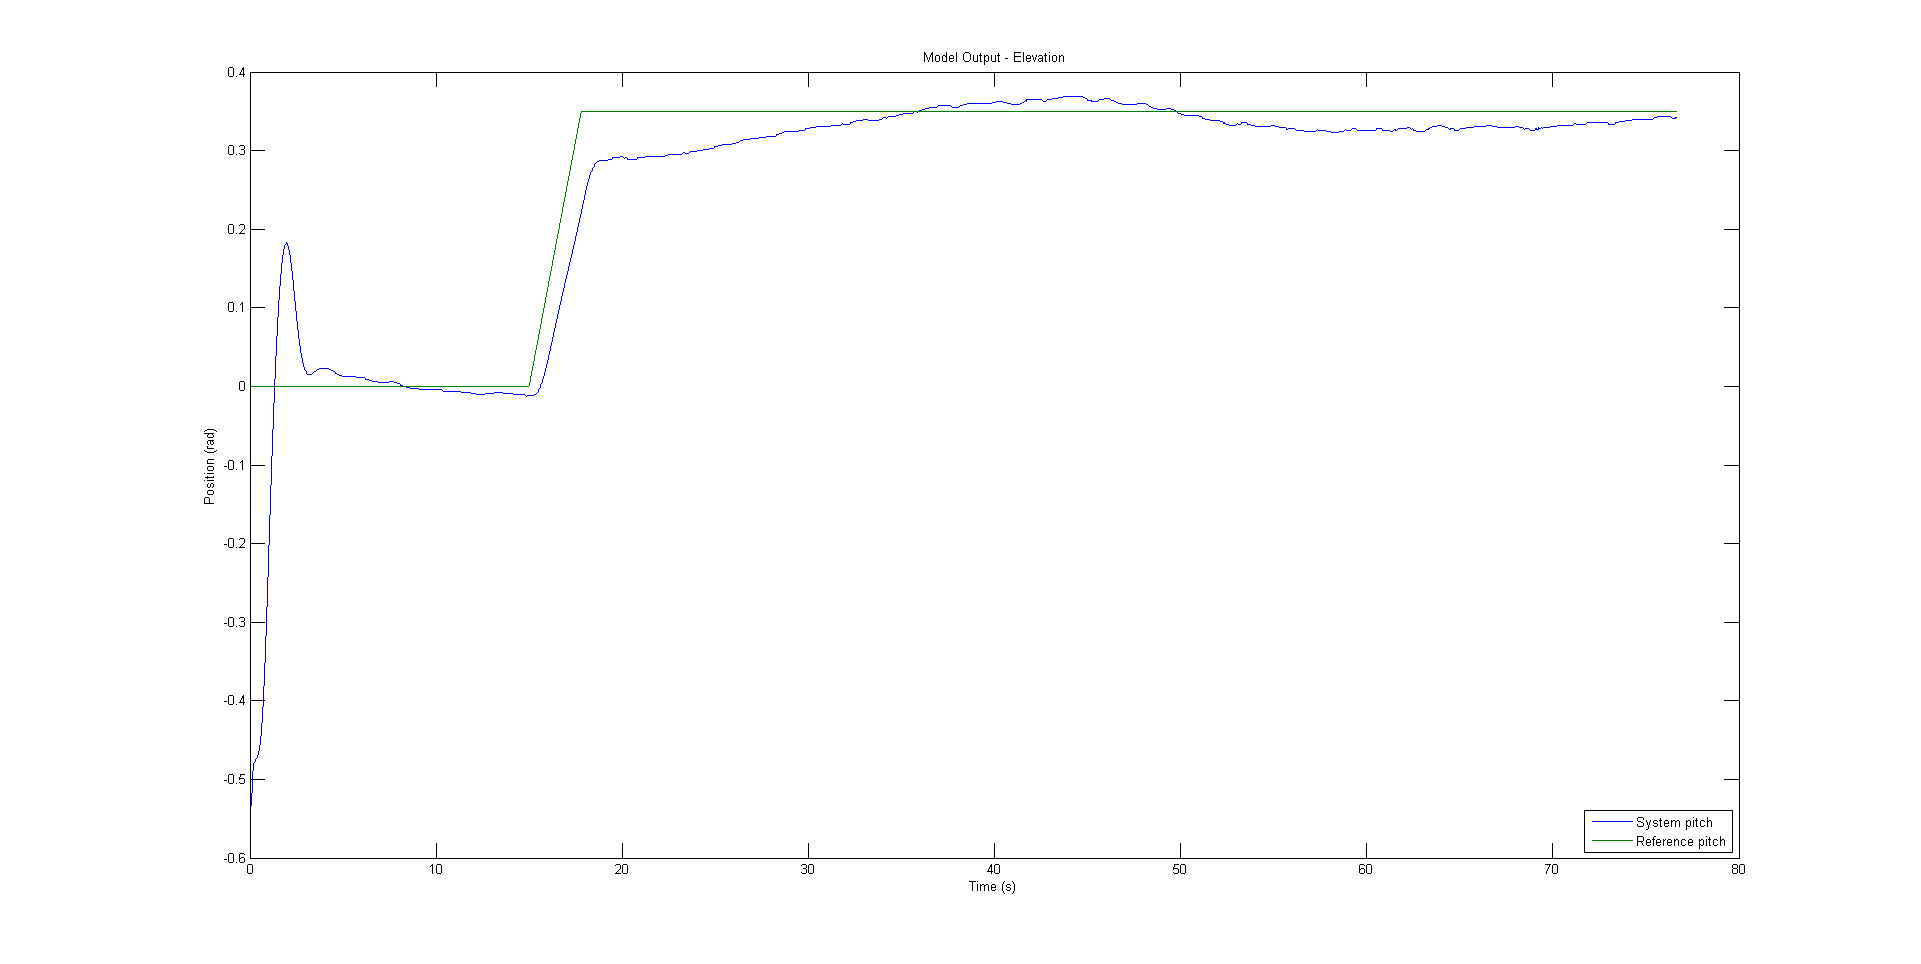 Model Output - Elevation
0.4
0.3
0.2
0.1
0
-0.1
-0.2
-0.3
-0.4
-0.5
-0.6
Position (rad)
0 10 20 30 40 50 60 70 80
Time (s)
System pitch
Reference pitch